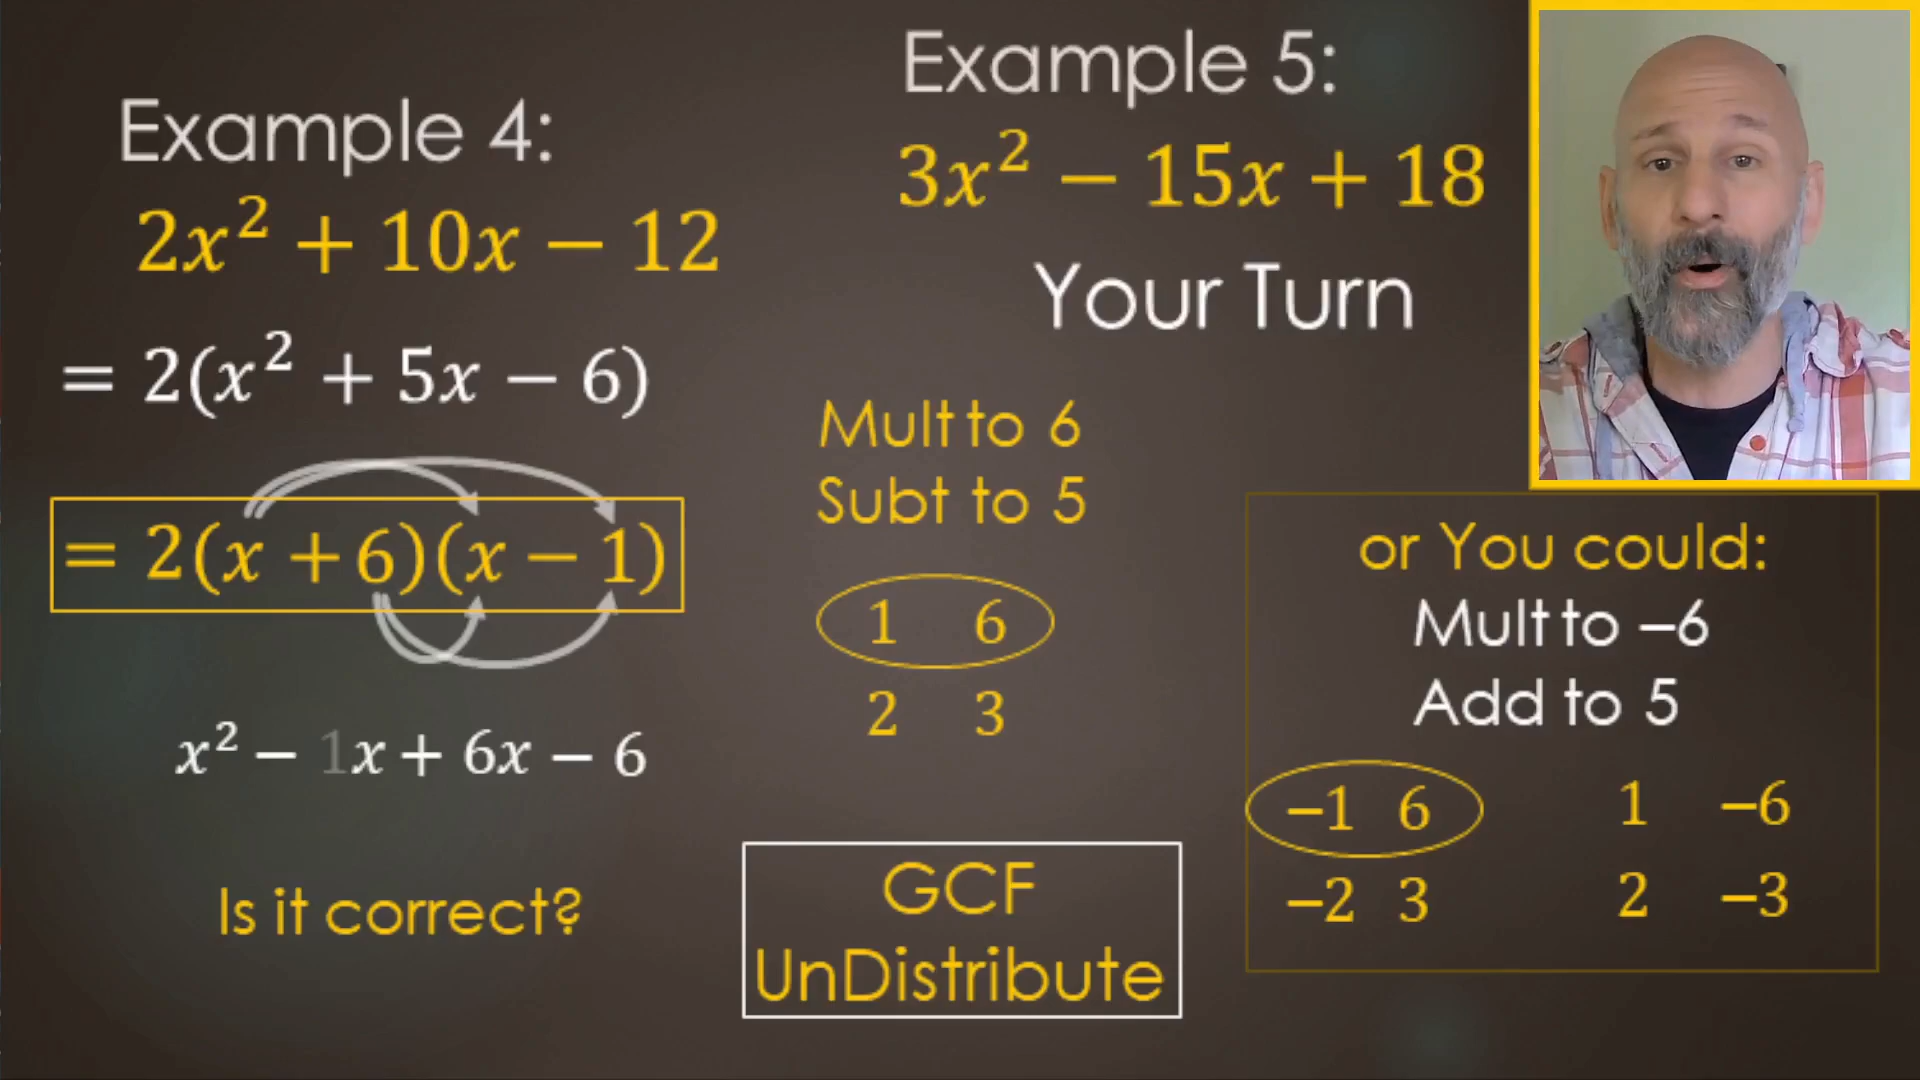 Example 4:
2x² + 10x − 12
= 2(x² + 5x − 6)
= 2(x + 6)(x − 1)
x² − 1x + 6x − 6
Is it correct?
Example 5:
3x² − 15x + 18
Your Turn
Mult to 6
Subt to 5
1 6
2 3
GCF
UnDistribute
or You could:
Mult to –6
Add to 5
−1 6 1 −6
−2 3 2 −3